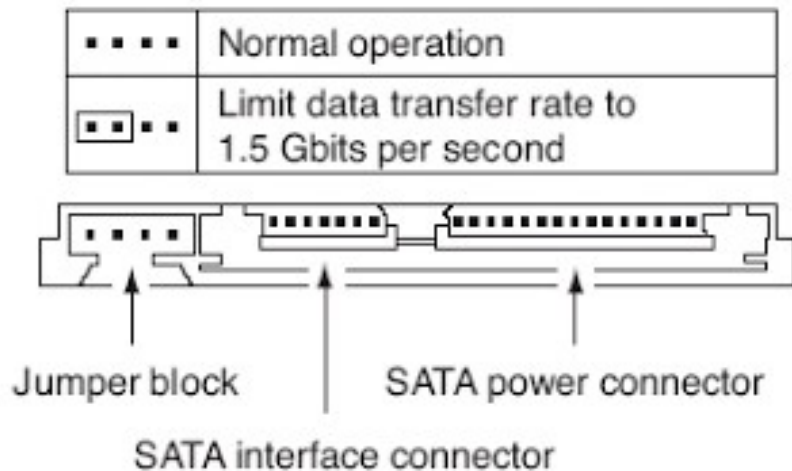 Normal operation
Limit data transfer rate to
1.5 Gbits per second
Jumper block
SATA power connector
SATA interface connector